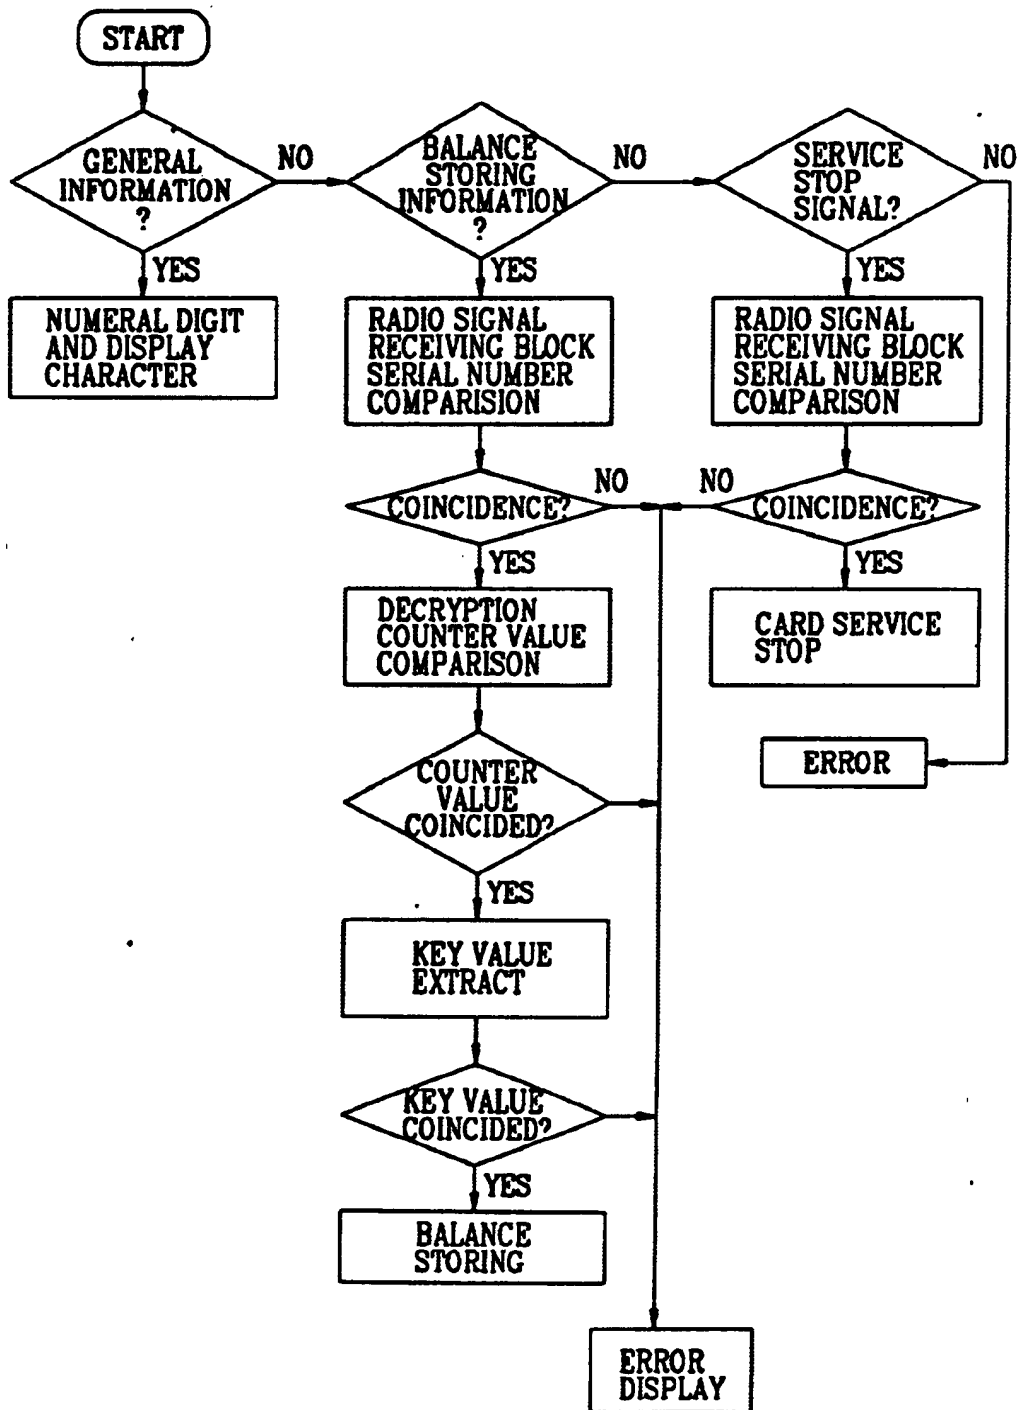 START
GENERAL
INFORMATION
?
NO
BALANCE
STORING
INFORMATION
?
NO
SERVICE
STOP
SIGNAL?
NO
YES
YES
YES
NUMERAL DIGIT
AND DISPLAY
CHARACTER
RADIO SIGNAL
RECEIVING BLOCK
SERIAL NUMBER
COMPARISION
RADIO SIGNAL
RECEIVING BLOCK
SERIAL NUMBER
COMPARISON
COINCIDENCE?
NO
NO
COINCIDENCE?
YES
YES
DECRYPTION
COUNTER VALUE
COMPARISON
CARD SERVICE
STOP
COUNTER
VALUE
COINCIDED?
ERROR
YES
KEY VALUE
EXTRACT
KEY VALUE
COINCIDED?
YES
BALANCE
STORING
ERROR
DISPLAY